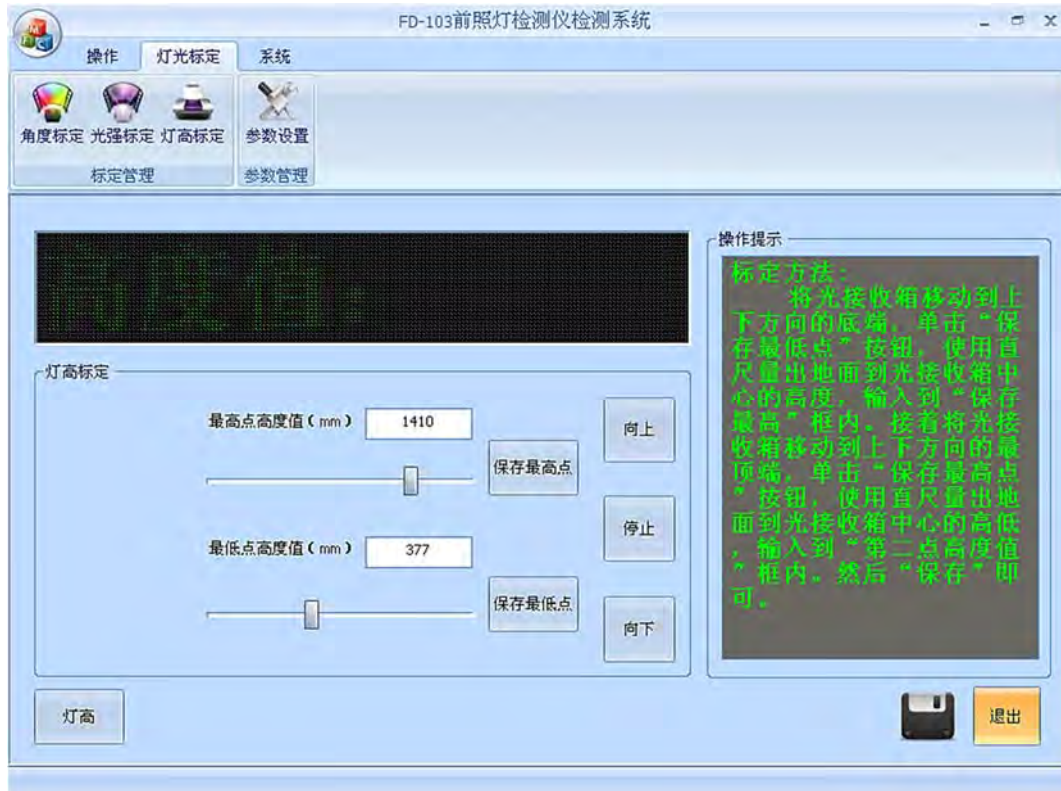 FD-103前照灯检测仪检测系统
操作 灯光标定 系统
角度标定 光强标定 灯高标定 参数设置
标定管理 参数管理
高度值：
操作提示
标定方法：
将光接收箱移动到上
下方向的底端，单击“保
存最低点”按钮，使用直
尺量出地面到光接收箱中
心的高度，输入到“保存
最高”框内。接着将光接
收箱移动到上下方向的最
顶端，单击“保存最高点
”按钮，使用直尺量出地
面到光接收箱中心的高低
，输入到“第二点高度值
”框内。然后“保存”即
可。
灯高标定
最高点高度值（mm） 1410
保存最高点
最低点高度值（mm） 377
保存最低点
向上
停止
向下
灯高
退出